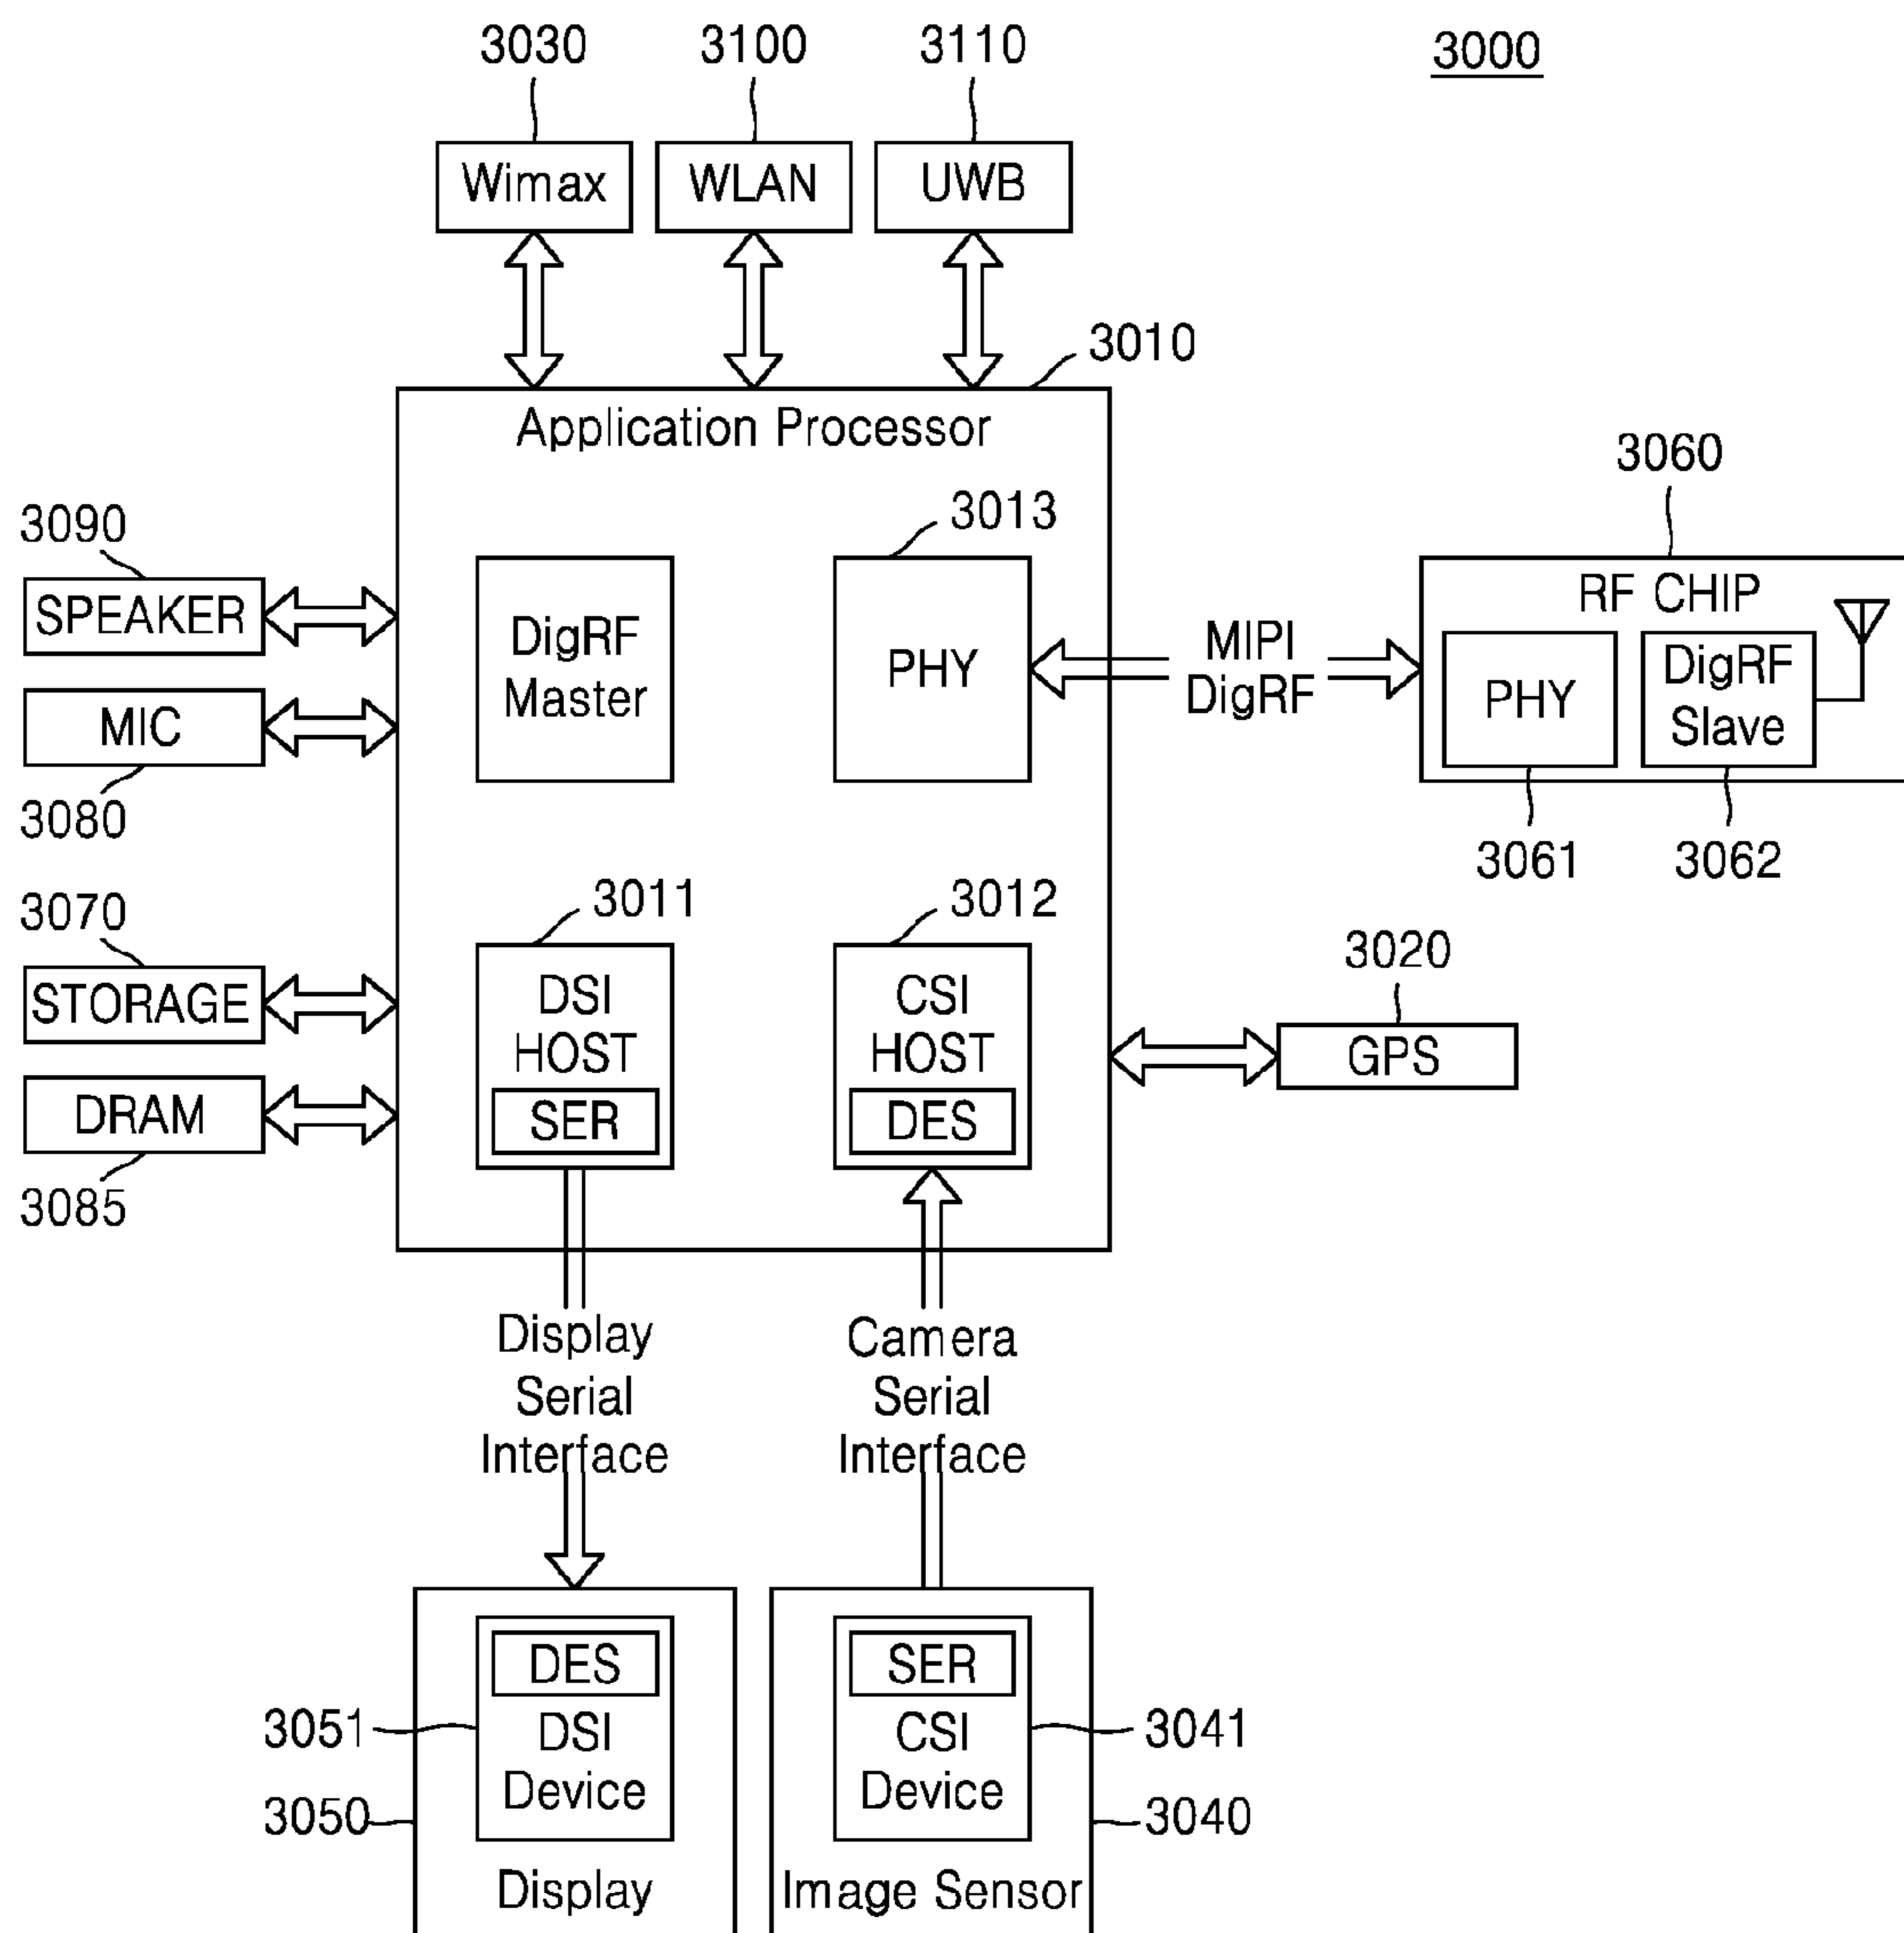 3030 3100 3110 3000
Wimax WLAN UWB
3010
Application Processor
3060
3090 3013
SPEAKER
DigRF
Master
PHY
MIPI
DigRF
RF CHIP
PHY
DigRF
Slave
MIC
3080
3061 3062
3070 3011 3012
3020
STORAGE
DSI
HOST
SER
CSI
HOST
DES
GPS
DRAM
3085
Display
Serial
Interface
Camera
Serial
Interface
DES
DSI
Device
SER
CSI
Device
3051 3041
3050 3040
Display
Image Sensor